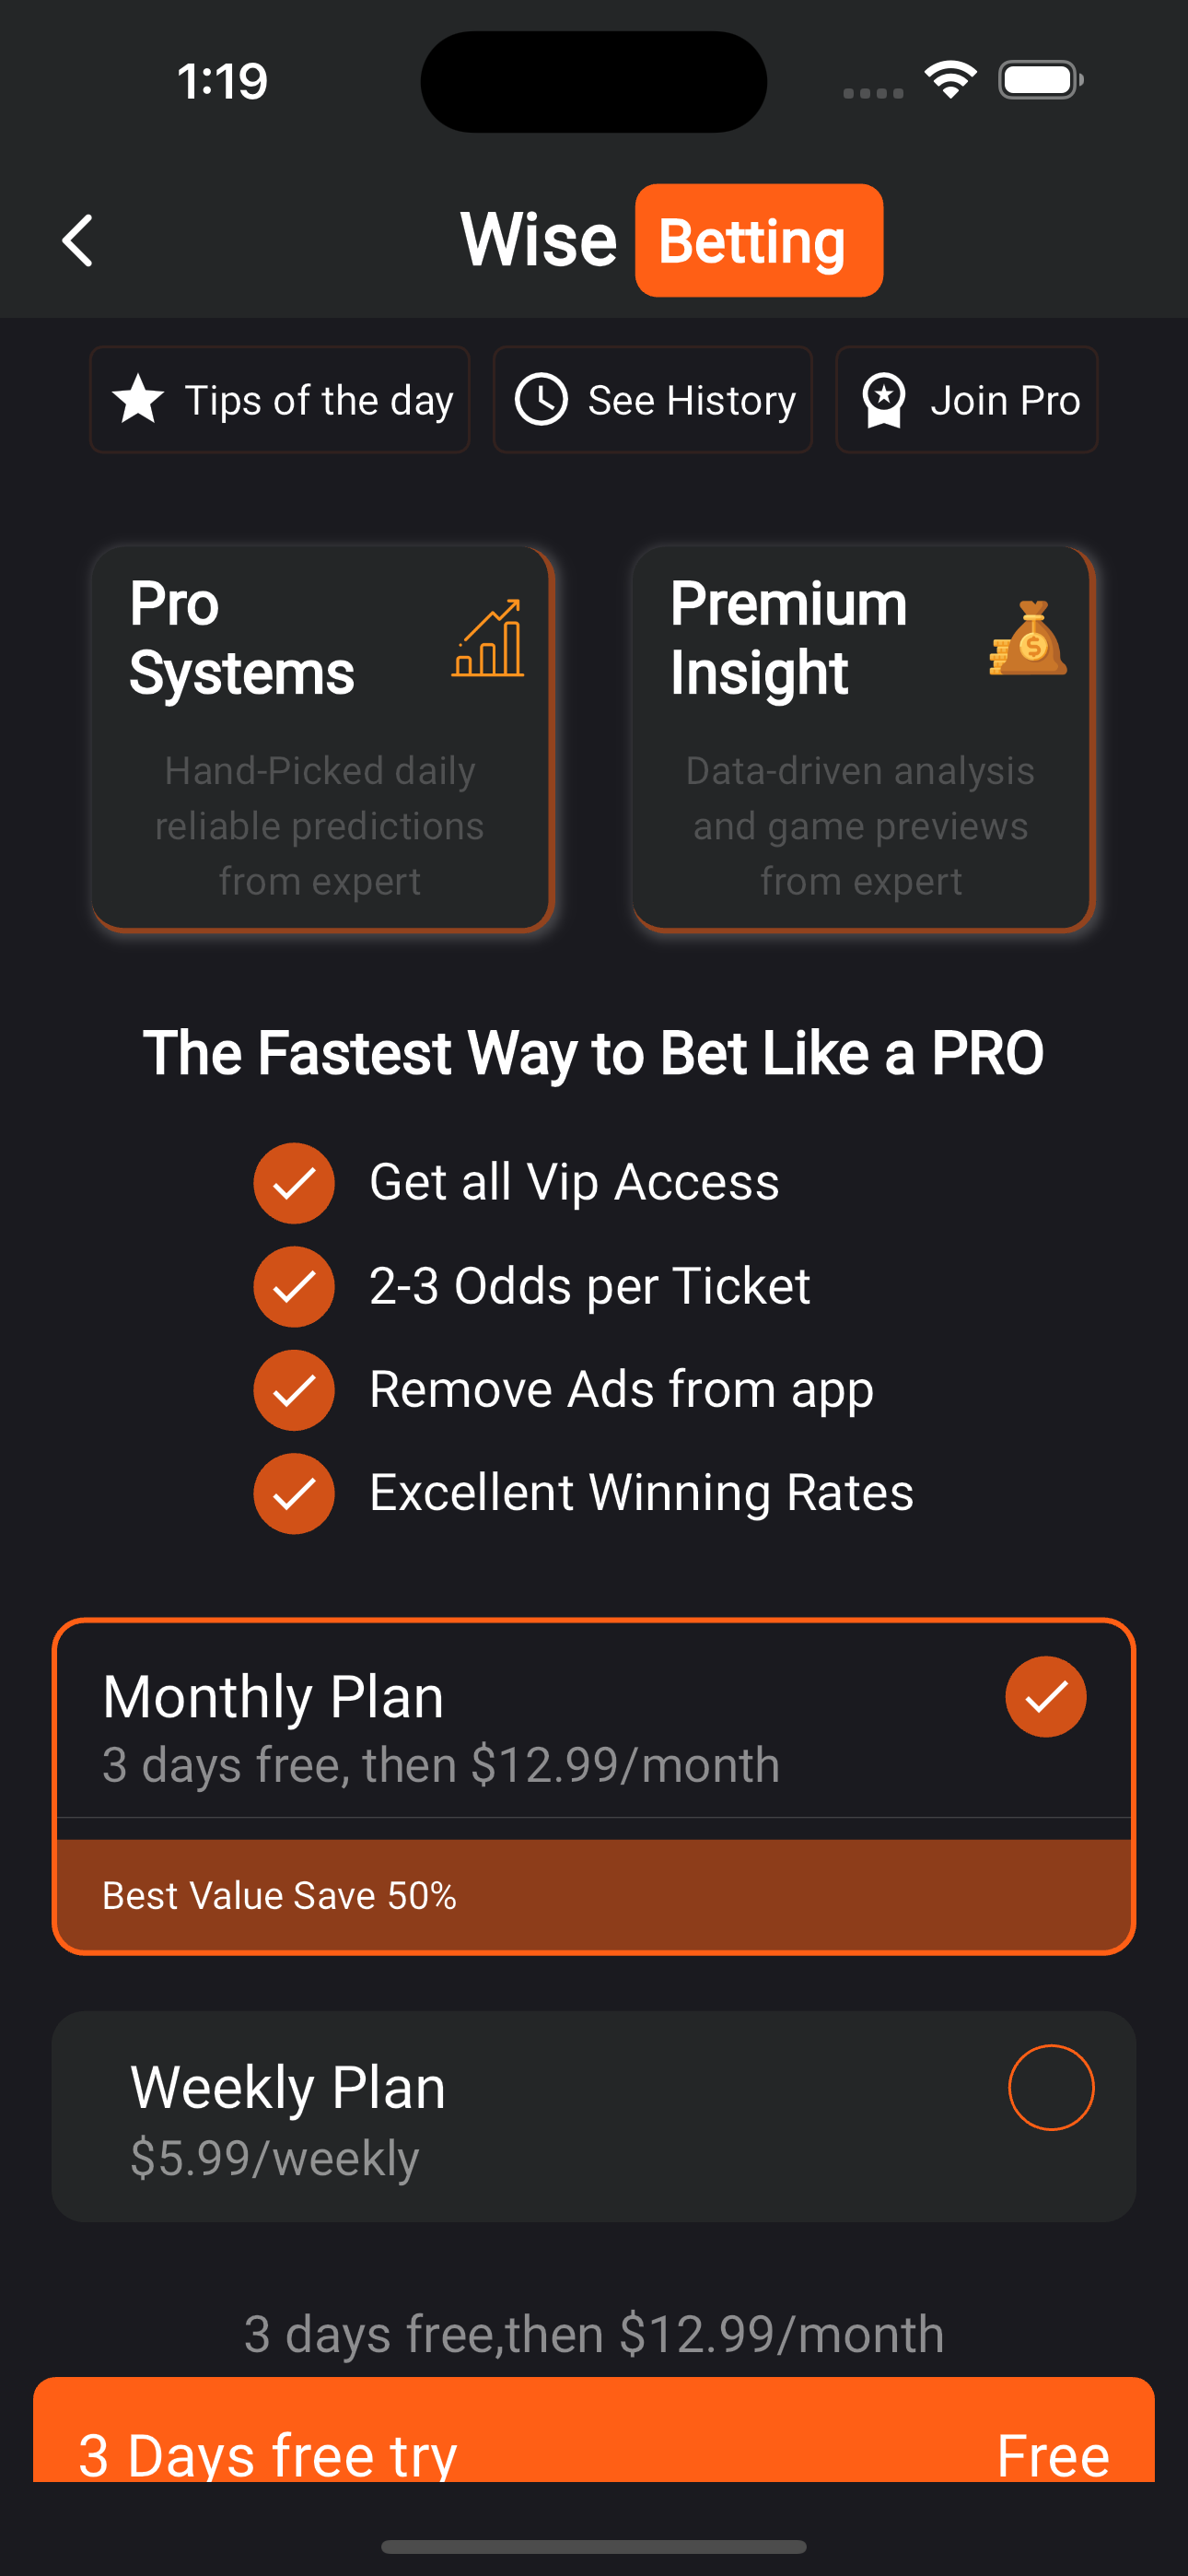 1:19
Wise Betting
Tips of the day See History Join Pro
Pro
Systems
Hand-Picked daily
reliable predictions
from expert
Premium
Insight
Data-driven analysis
and game previews
from expert
The Fastest Way to Bet Like a PRO
Get all Vip Access
2-3 Odds per Ticket
Remove Ads from app
Excellent Winning Rates
Monthly Plan
3 days free, then $12.99/month
Best Value Save 50%
Weekly Plan
$5.99/weekly
3 days free,then $12.99/month
3 Days free try Free